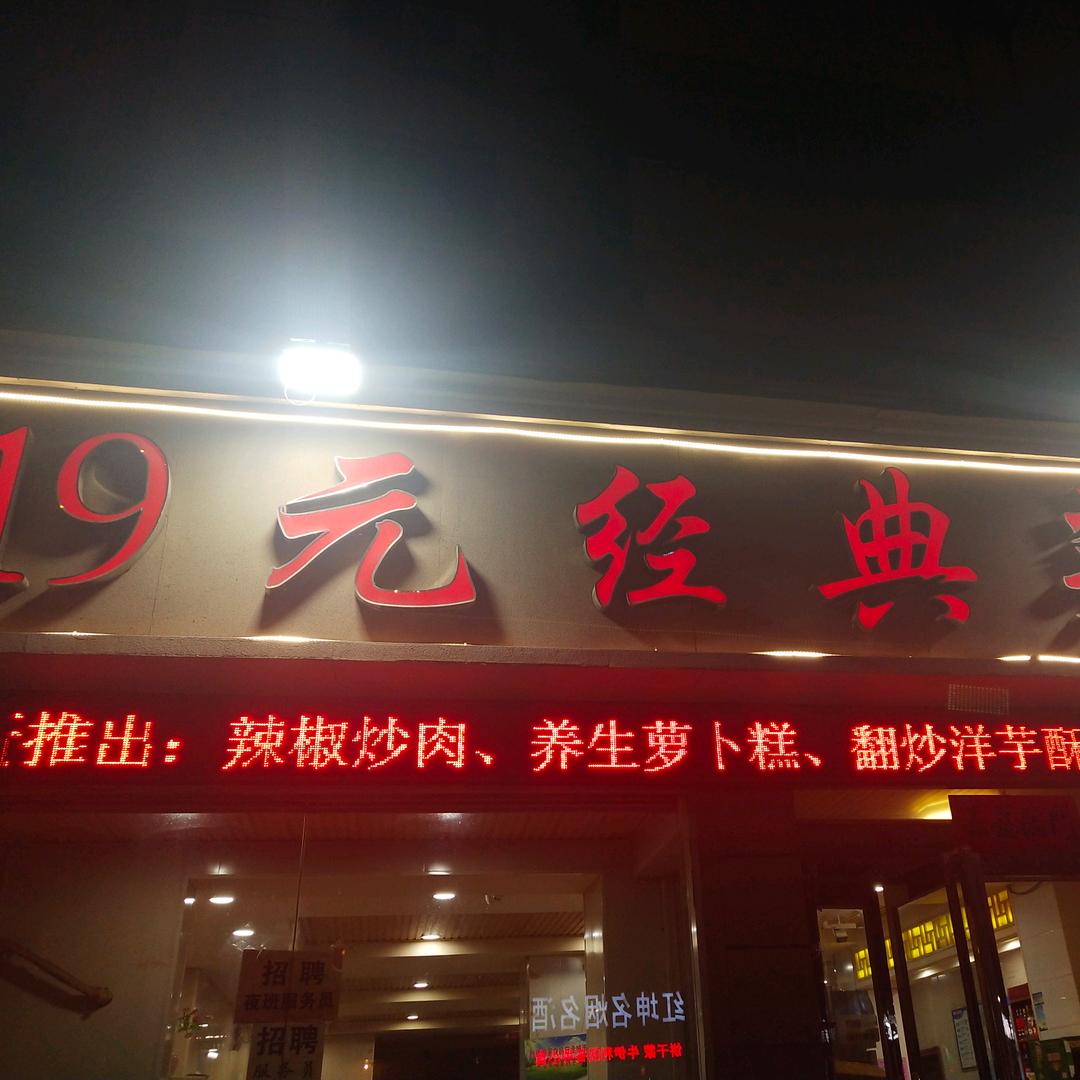 19元经典
推出：辣椒炒肉、养生萝卜糕、翻炒洋芋酥
招聘
夜班服务员
招聘
服务员
红坤名烟名酒